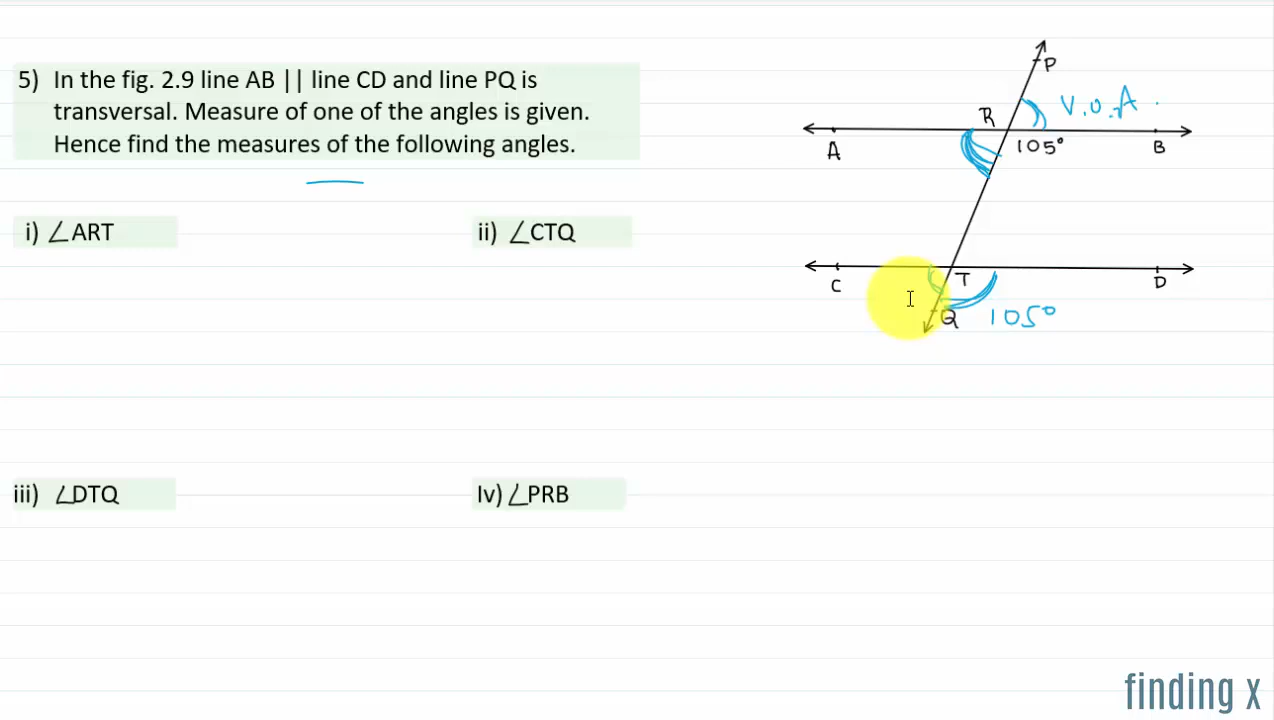 5) In the fig. 2.9 line AB || line CD and line PQ is
transversal. Measure of one of the angles is given.
Hence find the measures of the following angles.
i) ∠ART
ii) ∠CTQ
iii) ∠DTQ
Iv) ∠PRB
P
R
V.O.A.
A
105°
B
C
T
D
Q
105°
finding x